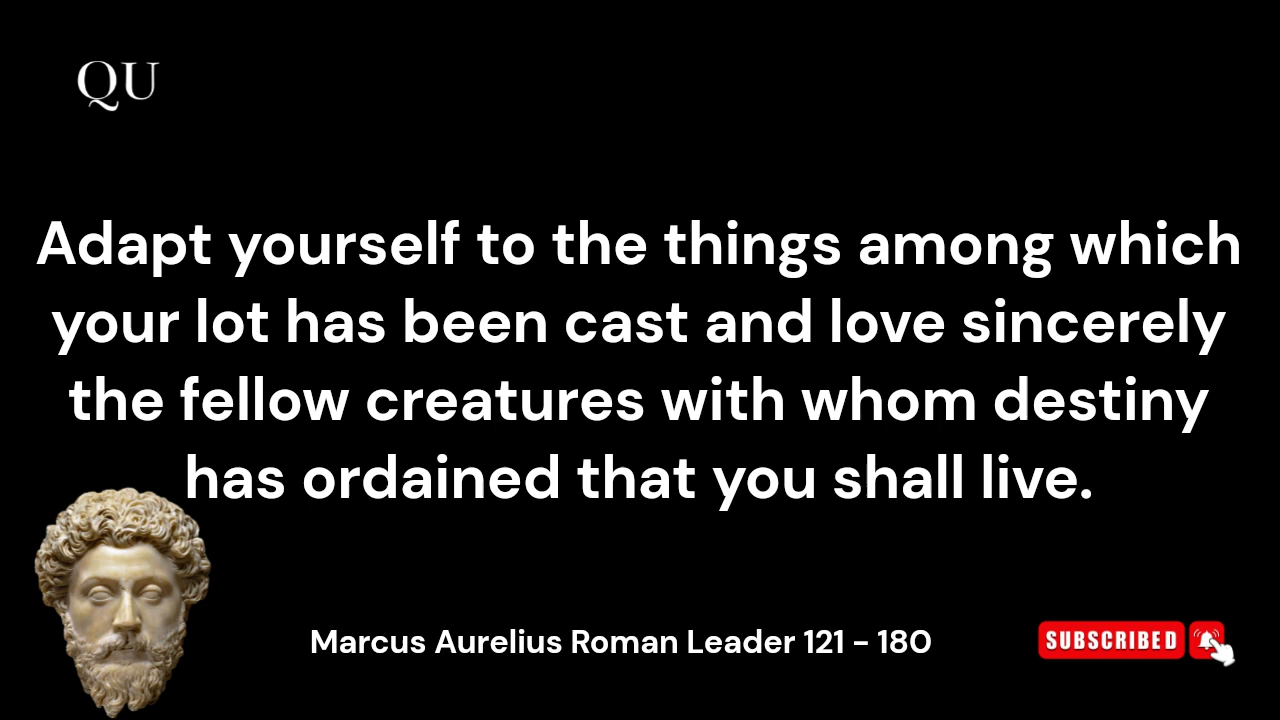 QU
Adapt yourself to the things among which
your lot has been cast and love sincerely
the fellow creatures with whom destiny
has ordained that you shall live.
Marcus Aurelius Roman Leader 121 - 180
SUBSCRIBED